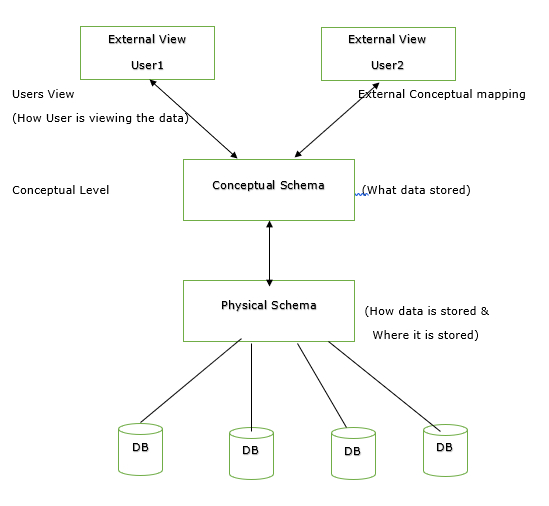 External View
User1
External View
User2
Users View
(How User is viewing the data)
External Conceptual mapping
Conceptual Level
Conceptual Schema
(What data stored)
Physical Schema
(How data is stored &
Where it is stored)
DB
DB
DB
DB